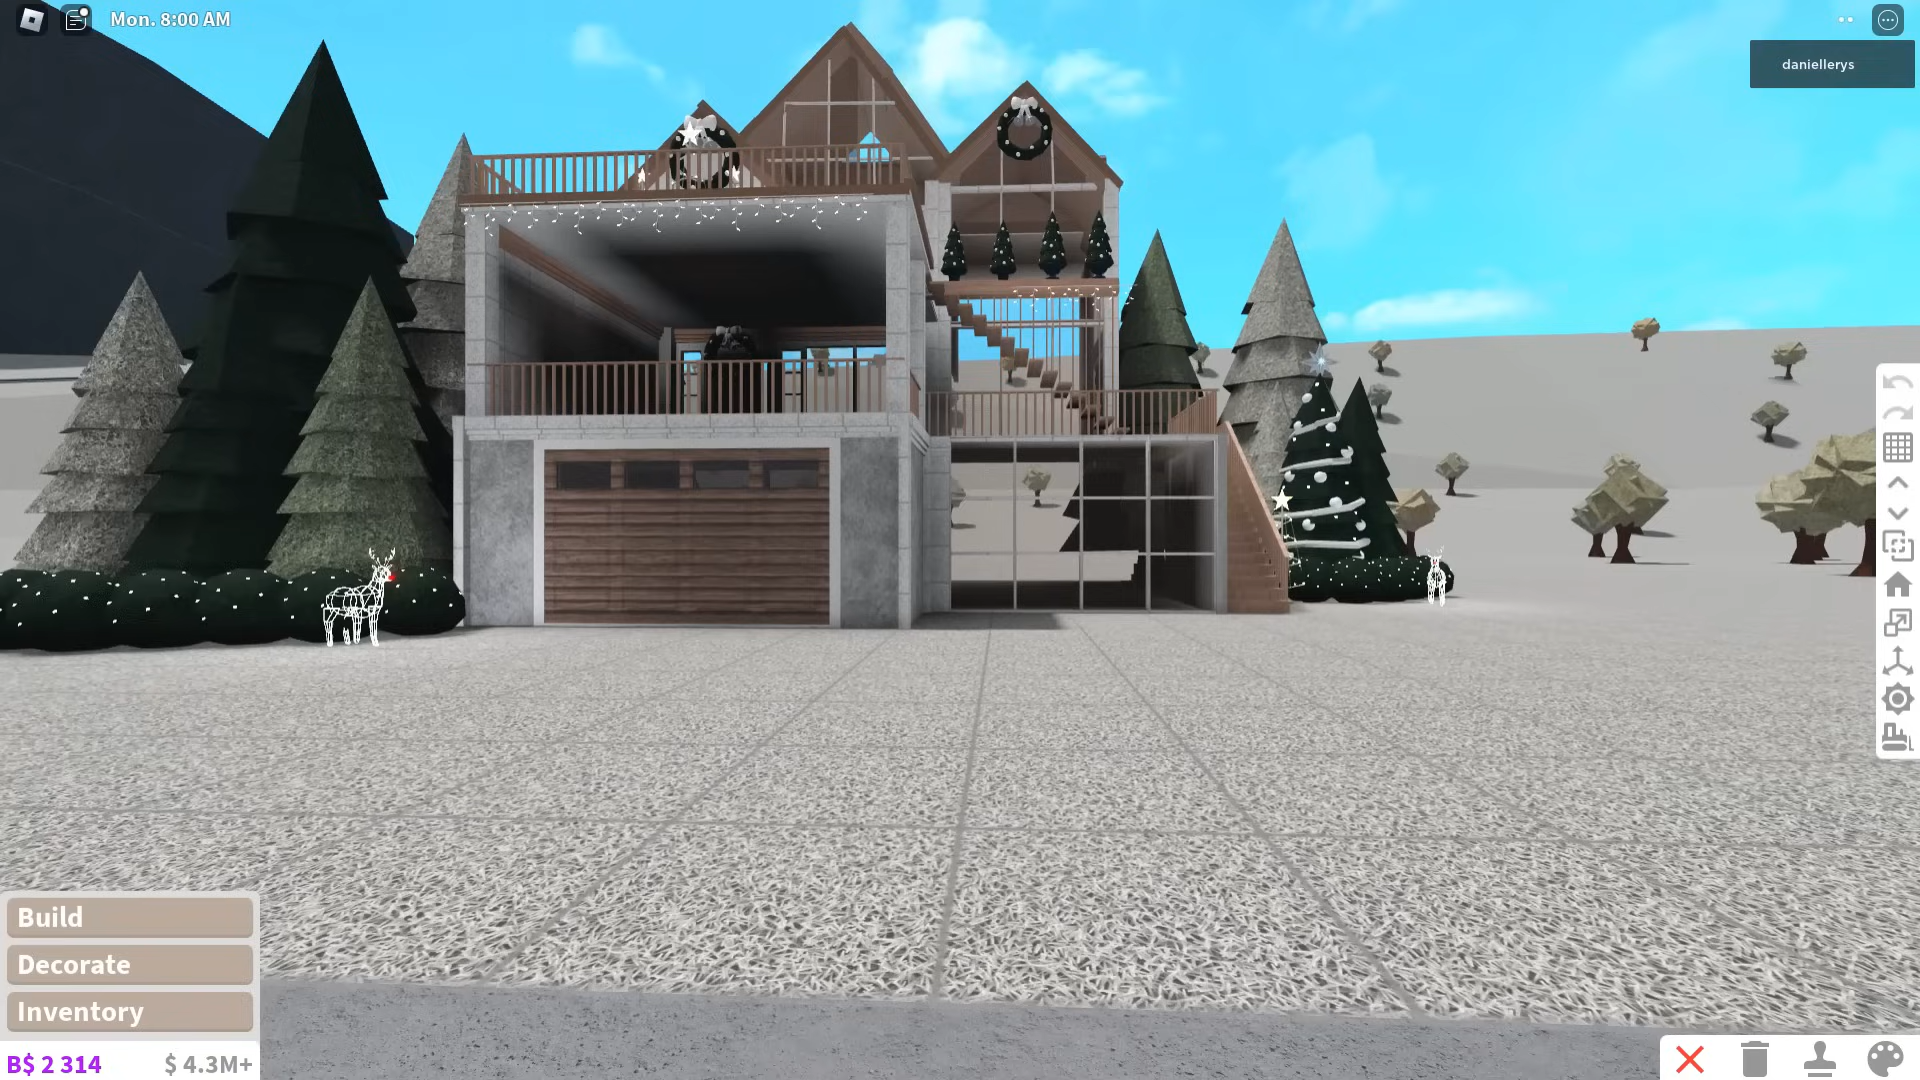 Mon. 8:00 AM
daniellerys
Build
Decorate
Inventory
B$ 2 314
$ 4.3M+